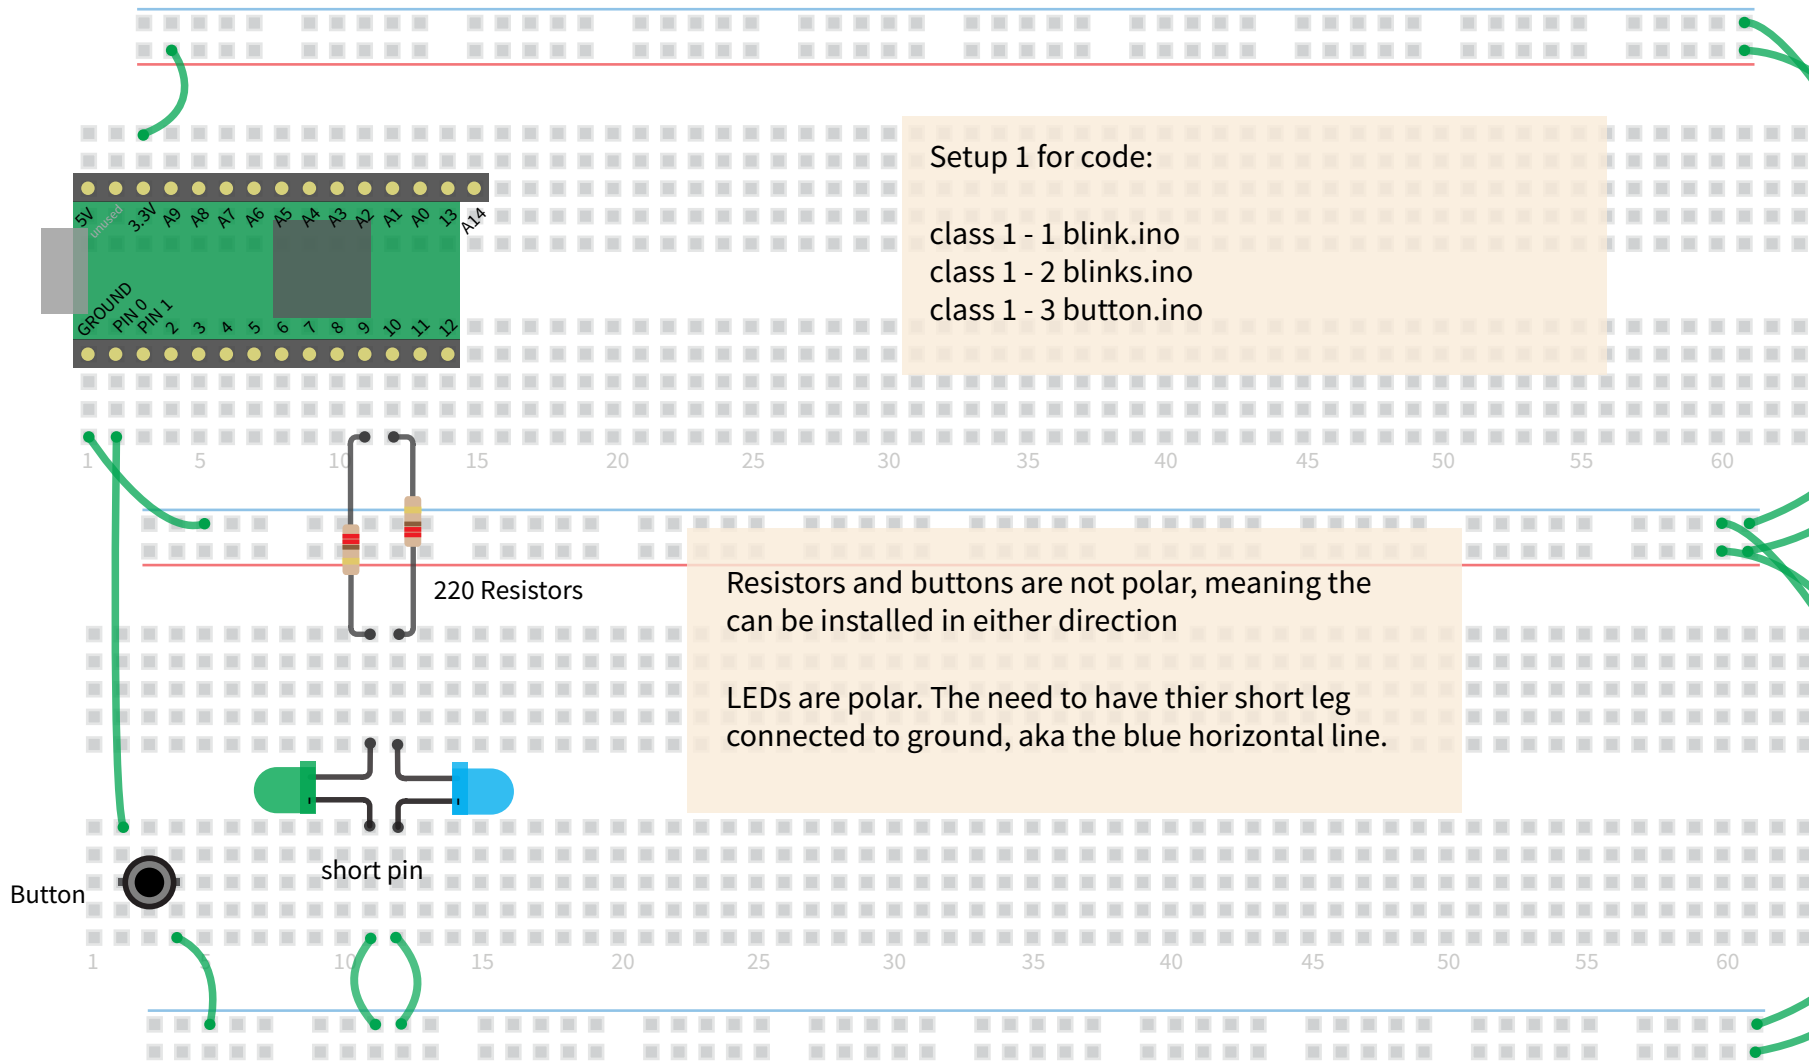 Setup 1 for code:
class 1 - 1 blink.ino
class 1 - 2 blinks.ino
class 1 - 3 button.ino
5V unused 3.3V A9 A8 A7 A6 A5 A4 A3 A2 A1 A0 13 A14
GROUND PIN 0 PIN 1 2 3 4 5 6 7 8 9 10 11 12
1 5 10 15 20 25 30 35 40 45 50 55 60
220 Resistors
Resistors and buttons are not polar, meaning the
can be installed in either direction
LEDs are polar. The need to have thier short leg
connected to ground, aka the blue horizontal line.
short pin
Button
1 5 10 15 20 25 30 35 40 45 50 55 60